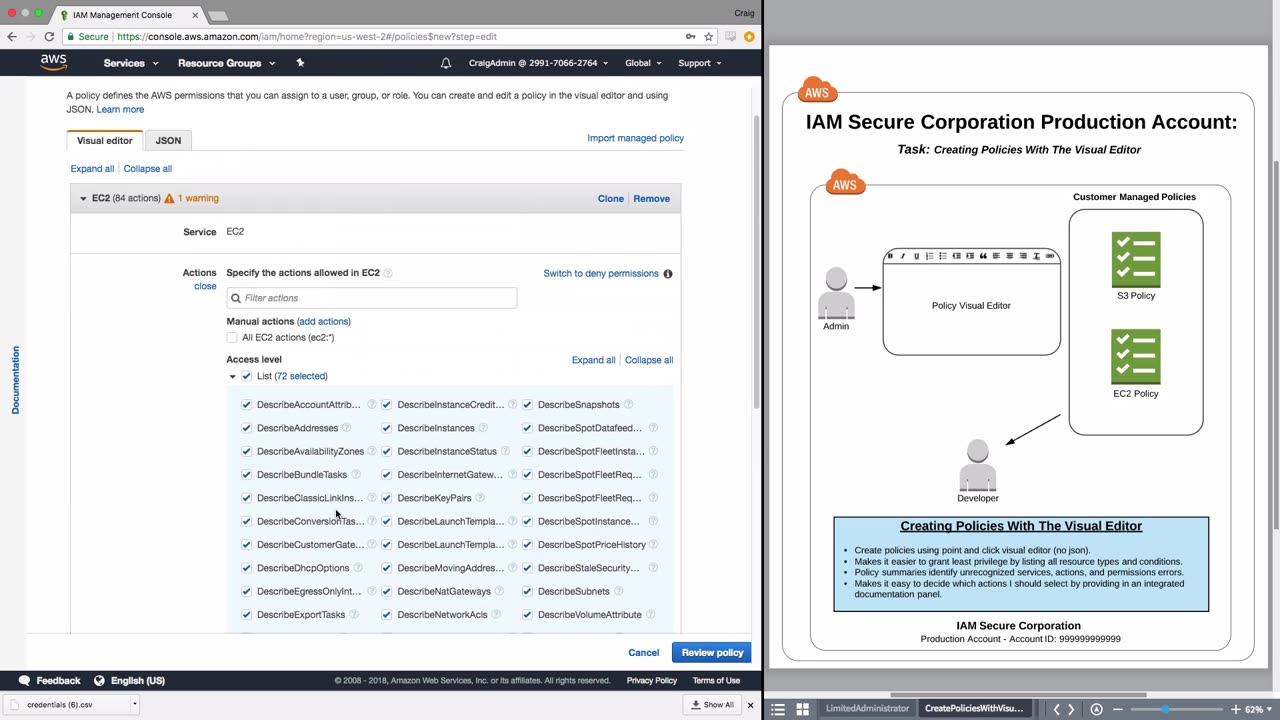 IAM Management Console
Craig
Secure https://console.aws.amazon.com/iam/home?region=us-west-2#/policies$new?step=edit
aws Services Resource Groups CraigAdmin @ 2991-7066-2764 Global Support
A policy defines the AWS permissions that you can assign to a user, group, or role. You can create and edit a policy in the visual editor and using
JSON. Learn more
Visual editor JSON Import managed policy
Expand all Collapse all
EC2 (84 actions) 1 warning Clone Remove
Service EC2
Actions Specify the actions allowed in EC2 Switch to deny permissions
close
Filter actions
Manual actions (add actions)
All EC2 actions (ec2:*)
Access level Expand all Collapse all
List (72 selected)
DescribeAccountAttrib... DescribeInstanceCredit... DescribeSnapshots
DescribeAddresses DescribeInstances DescribeSpotDatafeed...
DescribeAvailabilityZones DescribeInstanceStatus DescribeSpotFleetInsta...
DescribeBundleTasks DescribeInternetGatew... DescribeSpotFleetReq...
DescribeClassicLinkIns... DescribeKeyPairs DescribeSpotFleetReq...
DescribeConversionTas... DescribeLaunchTempla... DescribeSpotInstance...
DescribeCustomerGate... DescribeLaunchTempla... DescribeSpotPriceHistory
DescribeDhcpOptions DescribeMovingAddres... DescribeStaleSecurity...
DescribeEgressOnlyInt... DescribeNatGateways DescribeSubnets
DescribeExportTasks DescribeNetworkAcls DescribeVolumeAttribute
Documentation
Cancel Review policy
Feedback English (US) © 2008 - 2018, Amazon Web Services, Inc. or its affiliates. All rights reserved. Privacy Policy Terms of Use
credentials (6).csv Show All
AWS
IAM Secure Corporation Production Account:
Task: Creating Policies With The Visual Editor
AWS
Customer Managed Policies
Policy Visual Editor
Admin
S3 Policy
EC2 Policy
Developer
Creating Policies With The Visual Editor
• Create policies using point and click visual editor (no json).
• Makes it easier to grant least privilege by listing all resource types and conditions.
• Policy summaries identify unrecognized services, actions, and permissions errors.
• Makes it easy to decide which actions I should select by providing in an integrated
documentation panel.
IAM Secure Corporation
Production Account - Account ID: 999999999999
LimitedAdministrator CreatePoliciesWithVisu... 62%